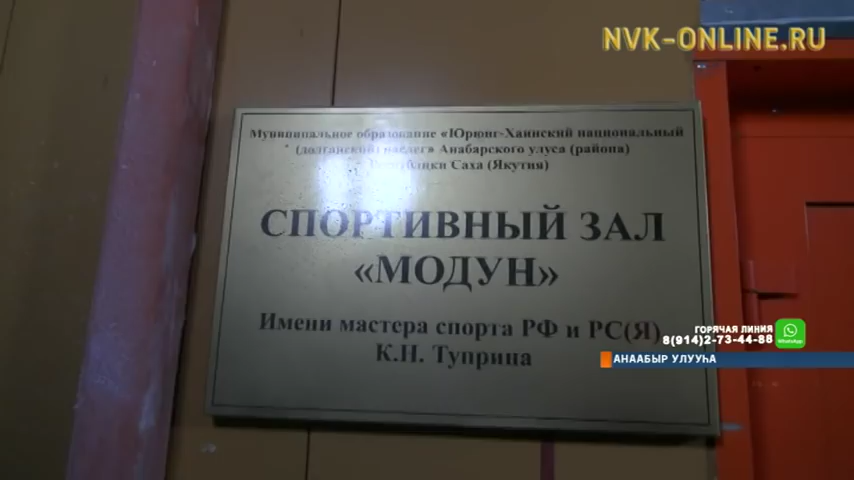 NVK-ONLINE.RU
Муниципальное образование «Юрюнг-Хаинский национальный
(долганский) наслег» Анабарского улуса (района)
Республики Саха (Якутия)
СПОРТИВНЫЙ ЗАЛ
«МОДУН»
Имени мастера спорта РФ и РС(Я)
К.Н. Туприна
ГОРЯЧАЯ ЛИНИЯ
8(914)2-73-44-88
WhatsApp
АНААБЫР УЛУУҺА